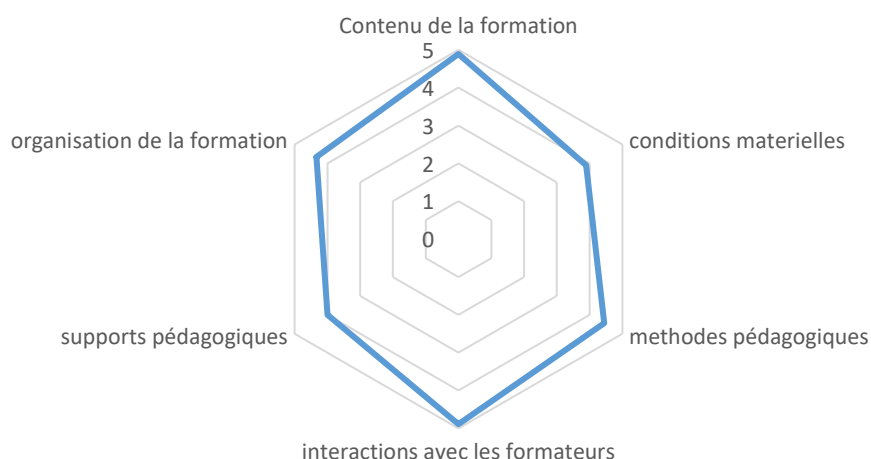 Contenu de la formation
5
4
3
2
1
0
organisation de la formation
conditions materielles
supports pédagogiques
methodes pédagogiques
interactions avec les formateurs